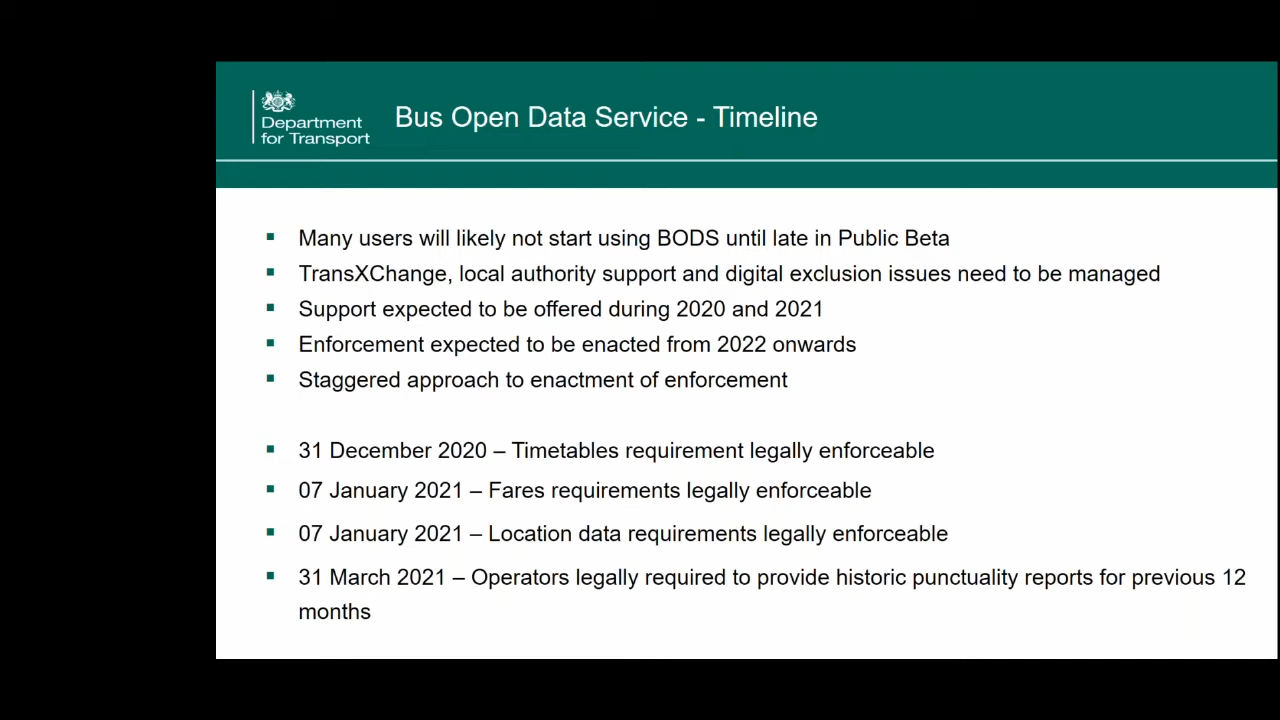 Department
for Transport
Bus Open Data Service - Timeline
Many users will likely not start using BODS until late in Public Beta
TransXChange, local authority support and digital exclusion issues need to be managed
Support expected to be offered during 2020 and 2021
Enforcement expected to be enacted from 2022 onwards
Staggered approach to enactment of enforcement
31 December 2020 – Timetables requirement legally enforceable
07 January 2021 – Fares requirements legally enforceable
07 January 2021 – Location data requirements legally enforceable
31 March 2021 – Operators legally required to provide historic punctuality reports for previous 12
months